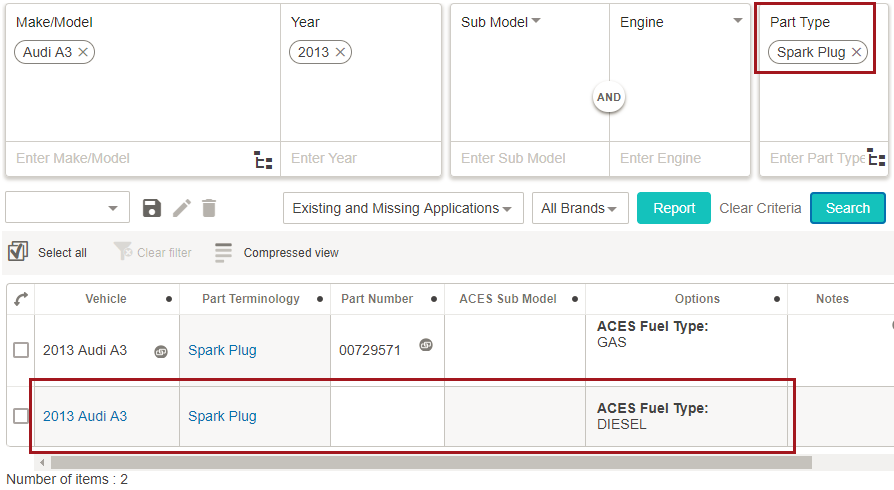 Make/Model
Year
Sub Model
Engine
Part Type
Audi A3
2013
Spark Plug
AND
Enter Make/Model
Enter Year
Enter Sub Model
Enter Engine
Enter Part Type
Existing and Missing Applications
All Brands
Report
Clear Criteria
Search
Select all
Clear filter
Compressed view
Vehicle
Part Terminology
Part Number
ACES Sub Model
Options
Notes
2013 Audi A3
Spark Plug
00729571
ACES Fuel Type:
GAS
2013 Audi A3
Spark Plug
ACES Fuel Type:
DIESEL
Number of items : 2